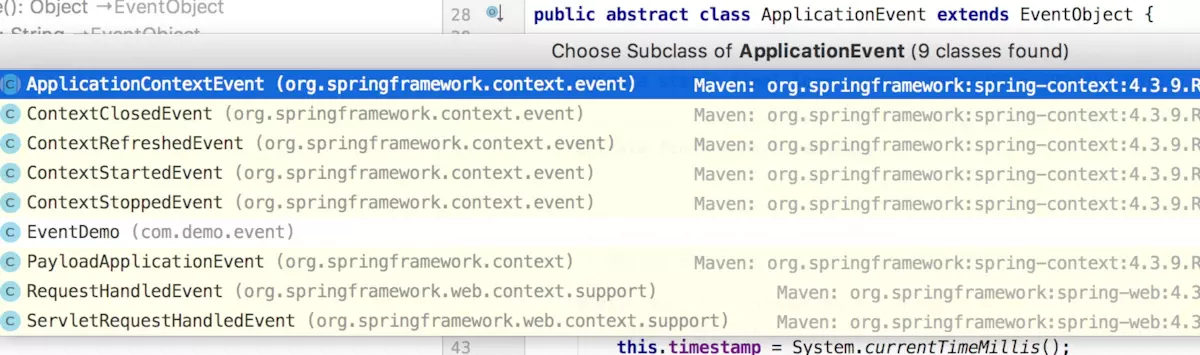 e(): Object →EventObject
28 public abstract class ApplicationEvent extends EventObject {
String →EventObject
Choose Subclass of ApplicationEvent (9 classes found)
ApplicationContextEvent (org.springframework.context.event) Maven: org.springframework:spring-context:4.3.9.R
ContextClosedEvent (org.springframework.context.event) Maven: org.springframework:spring-context:4.3.9.R
ContextRefreshedEvent (org.springframework.context.event) Maven: org.springframework:spring-context:4.3.9.R
ContextStartedEvent (org.springframework.context.event) Maven: org.springframework:spring-context:4.3.9.R
ContextStoppedEvent (org.springframework.context.event) Maven: org.springframework:spring-context:4.3.9.R
EventDemo (com.demo.event)
PayloadApplicationEvent (org.springframework.context) Maven: org.springframework:spring-context:4.3.9.R
RequestHandledEvent (org.springframework.web.context.support) Maven: org.springframework:spring-web:4.3
ServletRequestHandledEvent (org.springframework.web.context.support) Maven: org.springframework:spring-web:4.3
43 this.timestamp = System.currentTimeMillis();